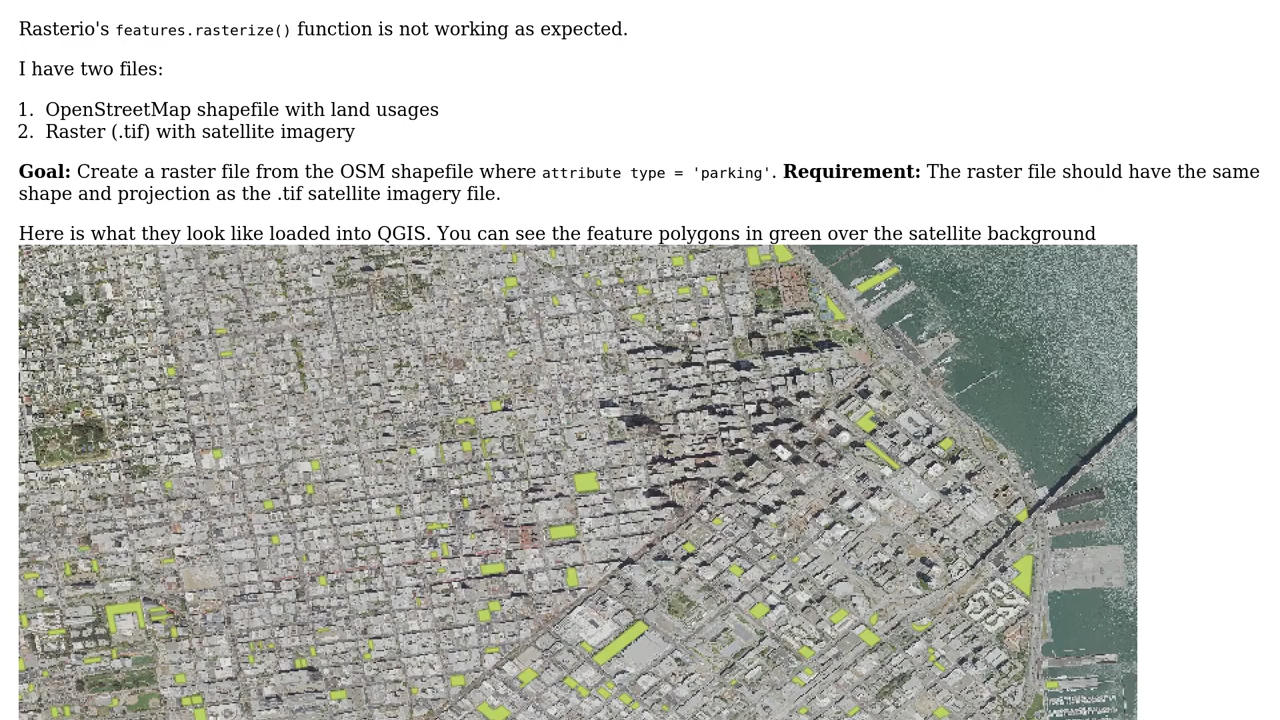 Rasterio's features.rasterize() function is not working as expected.
I have two files:
1. OpenStreetMap shapefile with land usages
2. Raster (.tif) with satellite imagery
Goal: Create a raster file from the OSM shapefile where attribute type = 'parking'. Requirement: The raster file should have the same
shape and projection as the .tif satellite imagery file.
Here is what they look like loaded into QGIS. You can see the feature polygons in green over the satellite background